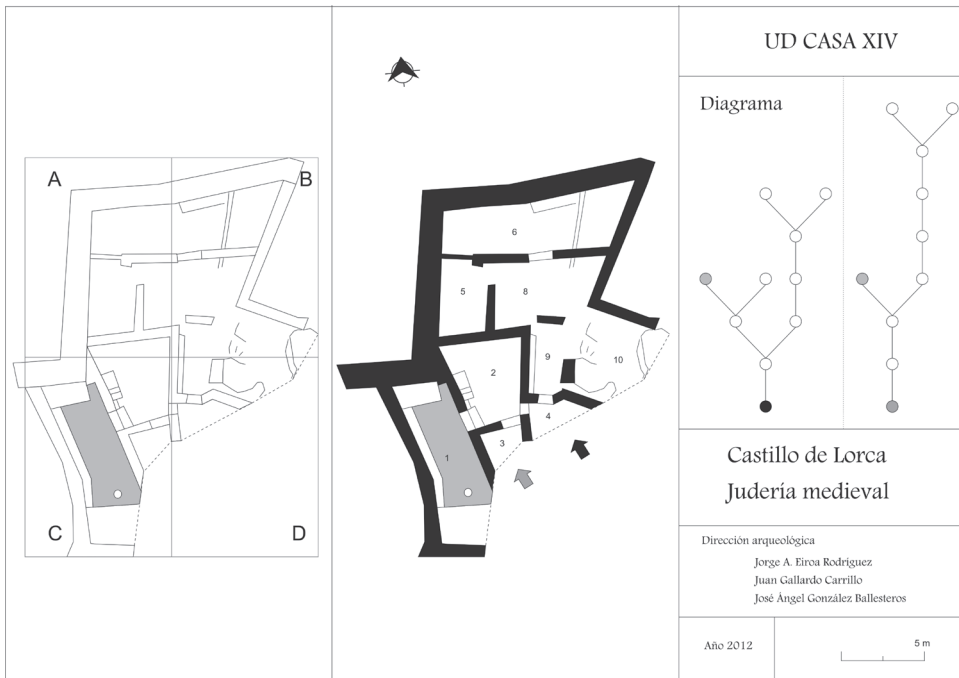 UD CASA XIV
Diagrama
A
B
C
D
6
5
8
9
10
2
4
3
1
Castillo de Lorca
Judería medieval
Dirección arqueológica
Jorge A. Eiroa Rodríguez
Juan Gallardo Carrillo
José Ángel González Ballesteros
Año 2012
5 m